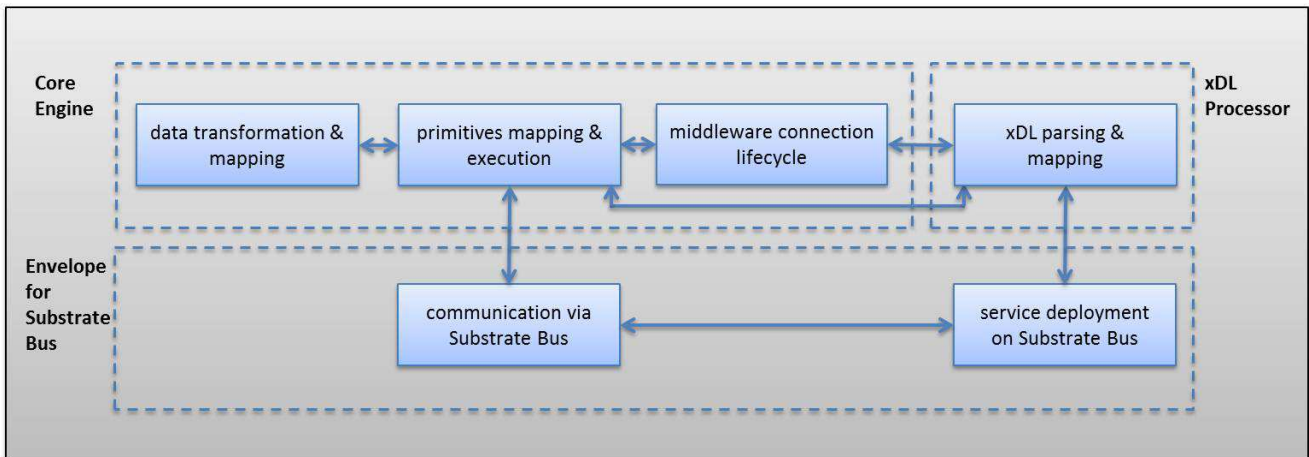 Core
Engine
data transformation &
mapping
primitives mapping &
execution
middleware connection
lifecycle
xDL parsing &
mapping
xDL
Processor
Envelope
for
Substrate
Bus
communication via
Substrate Bus
service deployment
on Substrate Bus